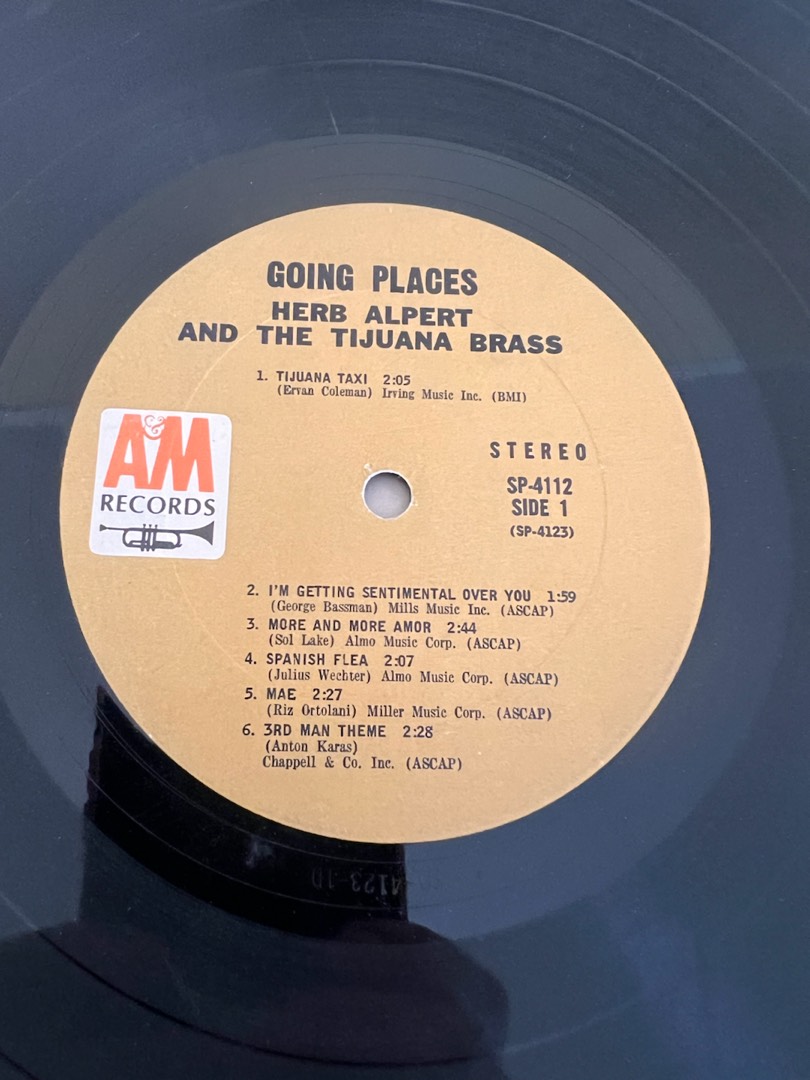 GOING PLACES
HERB ALPERT
AND THE TIJUANA BRASS
1. TIJUANA TAXI 2:05
(Ervan Coleman) Irving Music Inc. (BMI)
A&M
RECORDS
STEREO
SP-4112
SIDE 1
(SP-4123)
2. I'M GETTING SENTIMENTAL OVER YOU 1:59
(George Bassman) Mills Music Inc. (ASCAP)
3. MORE AND MORE AMOR 2:44
(Sol Lake) Almo Music Corp. (ASCAP)
4. SPANISH FLEA 2:07
(Julius Wechter) Almo Music Corp. (ASCAP)
5. MAE 2:27
(Riz Ortolani) Miller Music Corp. (ASCAP)
6. 3RD MAN THEME 2:28
(Anton Karas)
Chappell & Co. Inc. (ASCAP)